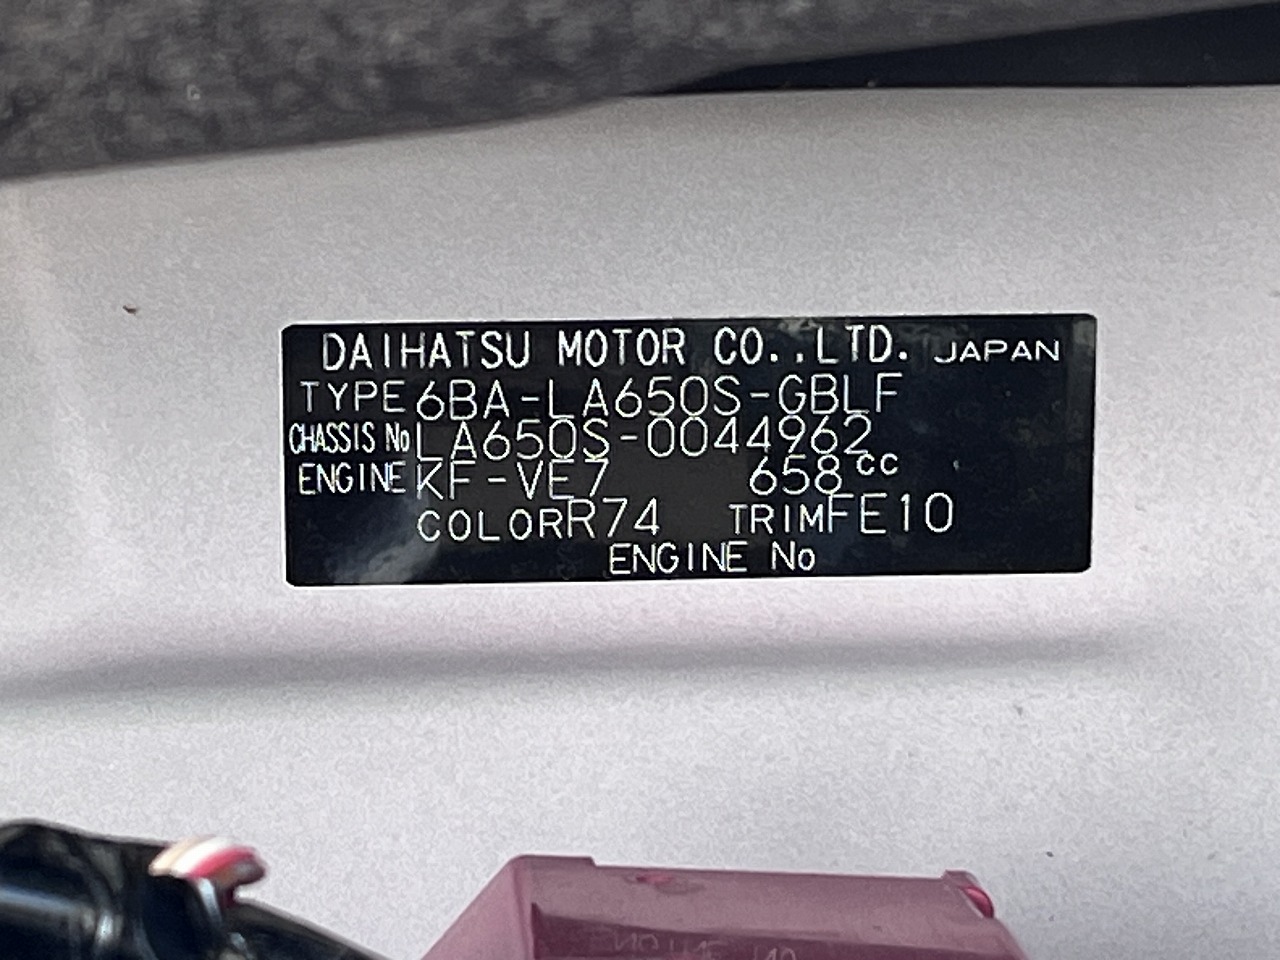 DAIHATSU MOTOR CO.,LTD. JAPAN
TYPE 6BA-LA650S-GBLF
CHASSIS No LA650S-0044962
ENGINE KF-VE7 658cc
COLOR R74 TRIM FE10
ENGINE No